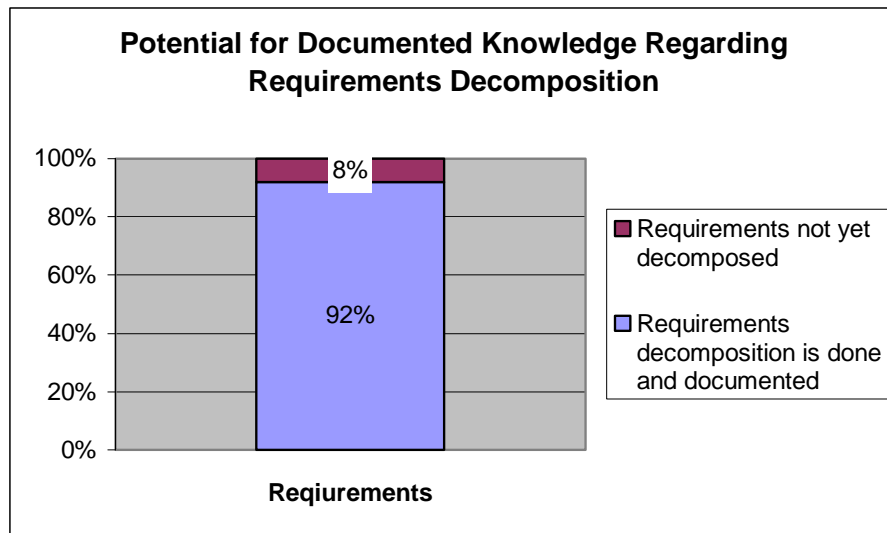 Potential for Documented Knowledge Regarding
Requirements Decomposition
100%
80%
60%
40%
20%
0%
8%
92%
Reqiurements
Requirements not yet
decomposed
Requirements
decomposition is done
and documented